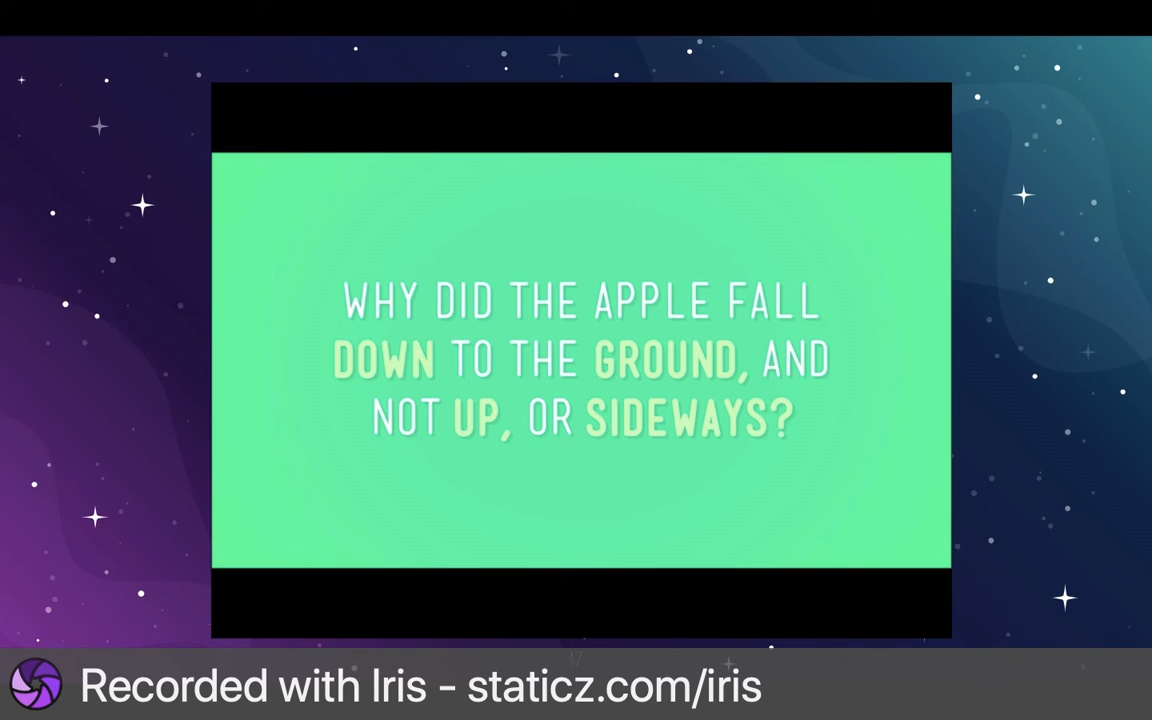 WHY DID THE APPLE FALL
DOWN TO THE GROUND, AND
NOT UP, OR SIDEWAYS?
17
Recorded with Iris - staticz.com/iris